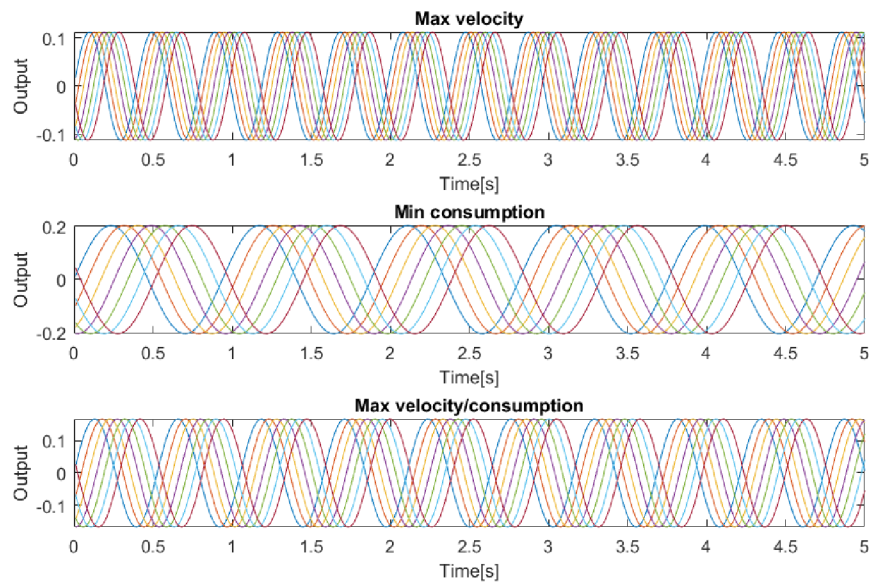 Max velocity
Output
0.1
0
-0.1
0 0.5 1 1.5 2 2.5 3 3.5 4 4.5 5
Time[s]
Min consumption
Output
0.2
0
-0.2
0 0.5 1 1.5 2 2.5 3 3.5 4 4.5 5
Time[s]
Max velocity/consumption
Output
0.1
0
-0.1
0 0.5 1 1.5 2 2.5 3 3.5 4 4.5 5
Time[s]